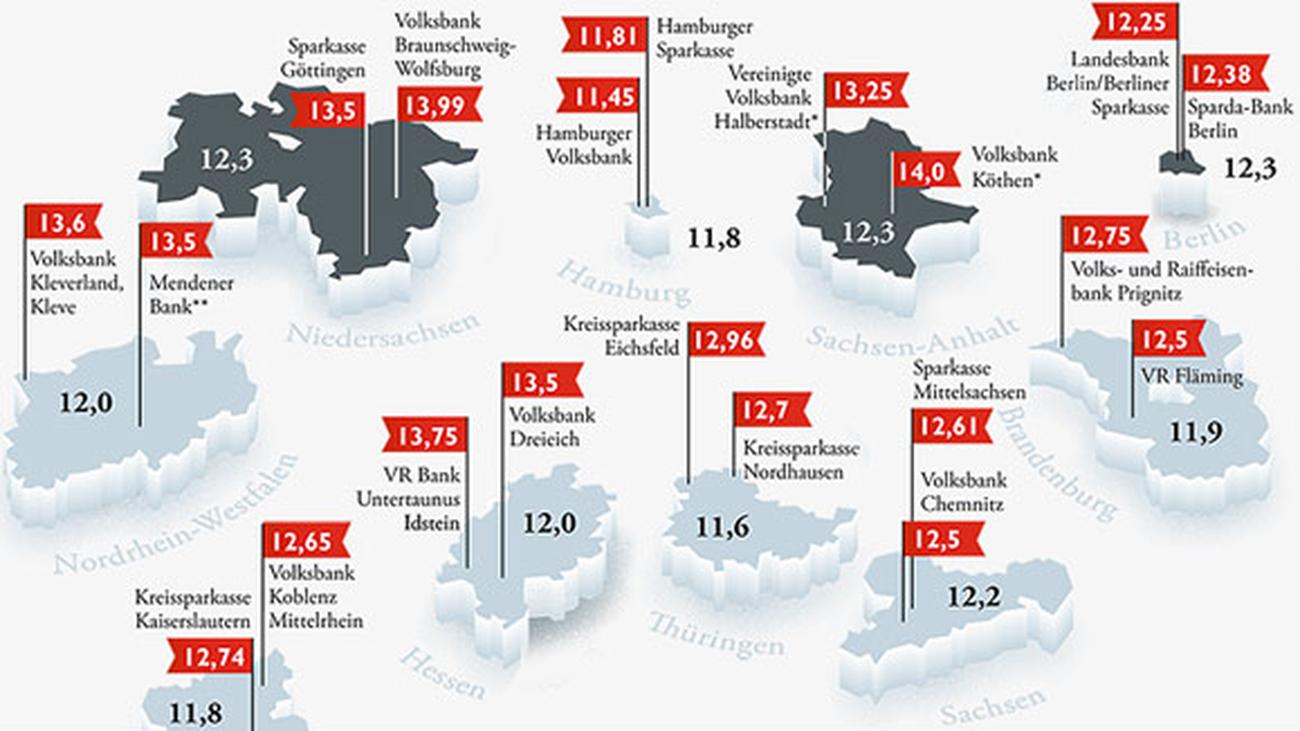 Sparkasse
Göttingen
13,5
Volksbank
Braunschweig-
Wolfsburg
13,99
12,3
Niedersachsen
11,81
Hamburger
Sparkasse
11,45
Hamburger
Volksbank
11,8
Hamburg
Vereinigte
Volksbank
Halberstadt*
13,25
14,0
Volksbank
Köthen*
12,3
Sachsen-Anhalt
12,25
Landesbank
Berlin/Berliner
Sparkasse
12,38
Sparda-Bank
Berlin
12,3
Berlin
13,6
Volksbank
Kleverland,
Kleve
13,5
Mendener
Bank**
12,0
Nordrhein-Westfalen
12,75
Volks- und Raiffeisen-
bank Prignitz
12,5
VR Fläming
11,9
Brandenburg
13,75
VR Bank
Untertaunus
Idstein
13,5
Volksbank
Dreieich
12,0
Hessen
Kreissparkasse
Eichsfeld
12,96
12,7
Kreissparkasse
Nordhausen
11,6
Thüringen
Sparkasse
Mittelsachsen
12,61
Volksbank
Chemnitz
12,5
12,2
Sachsen
12,65
Volksbank
Koblenz
Mittelrhein
Kreissparkasse
Kaiserslautern
12,74
11,8